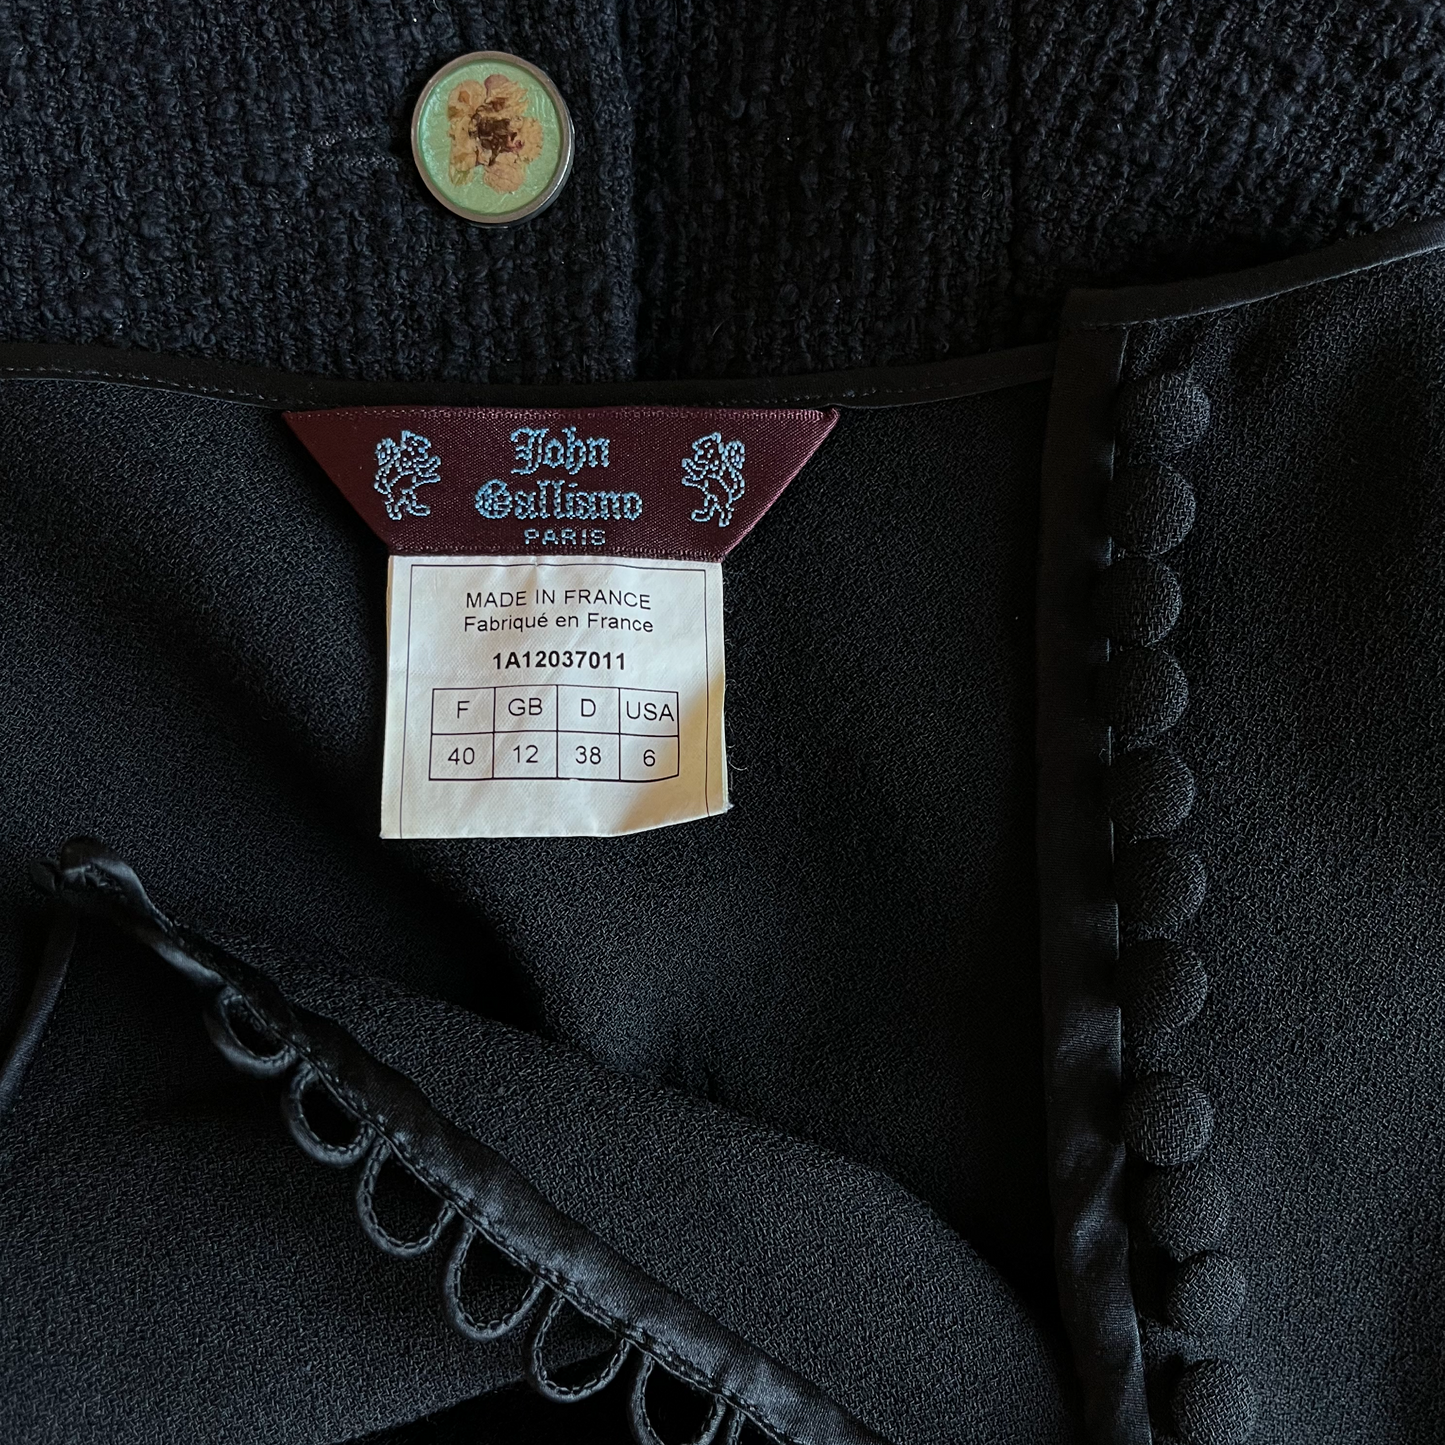 John
Galliano
PARIS
MADE IN FRANCE
Fabriqué en France
1A12037011
F GB D USA
40 12 38 6